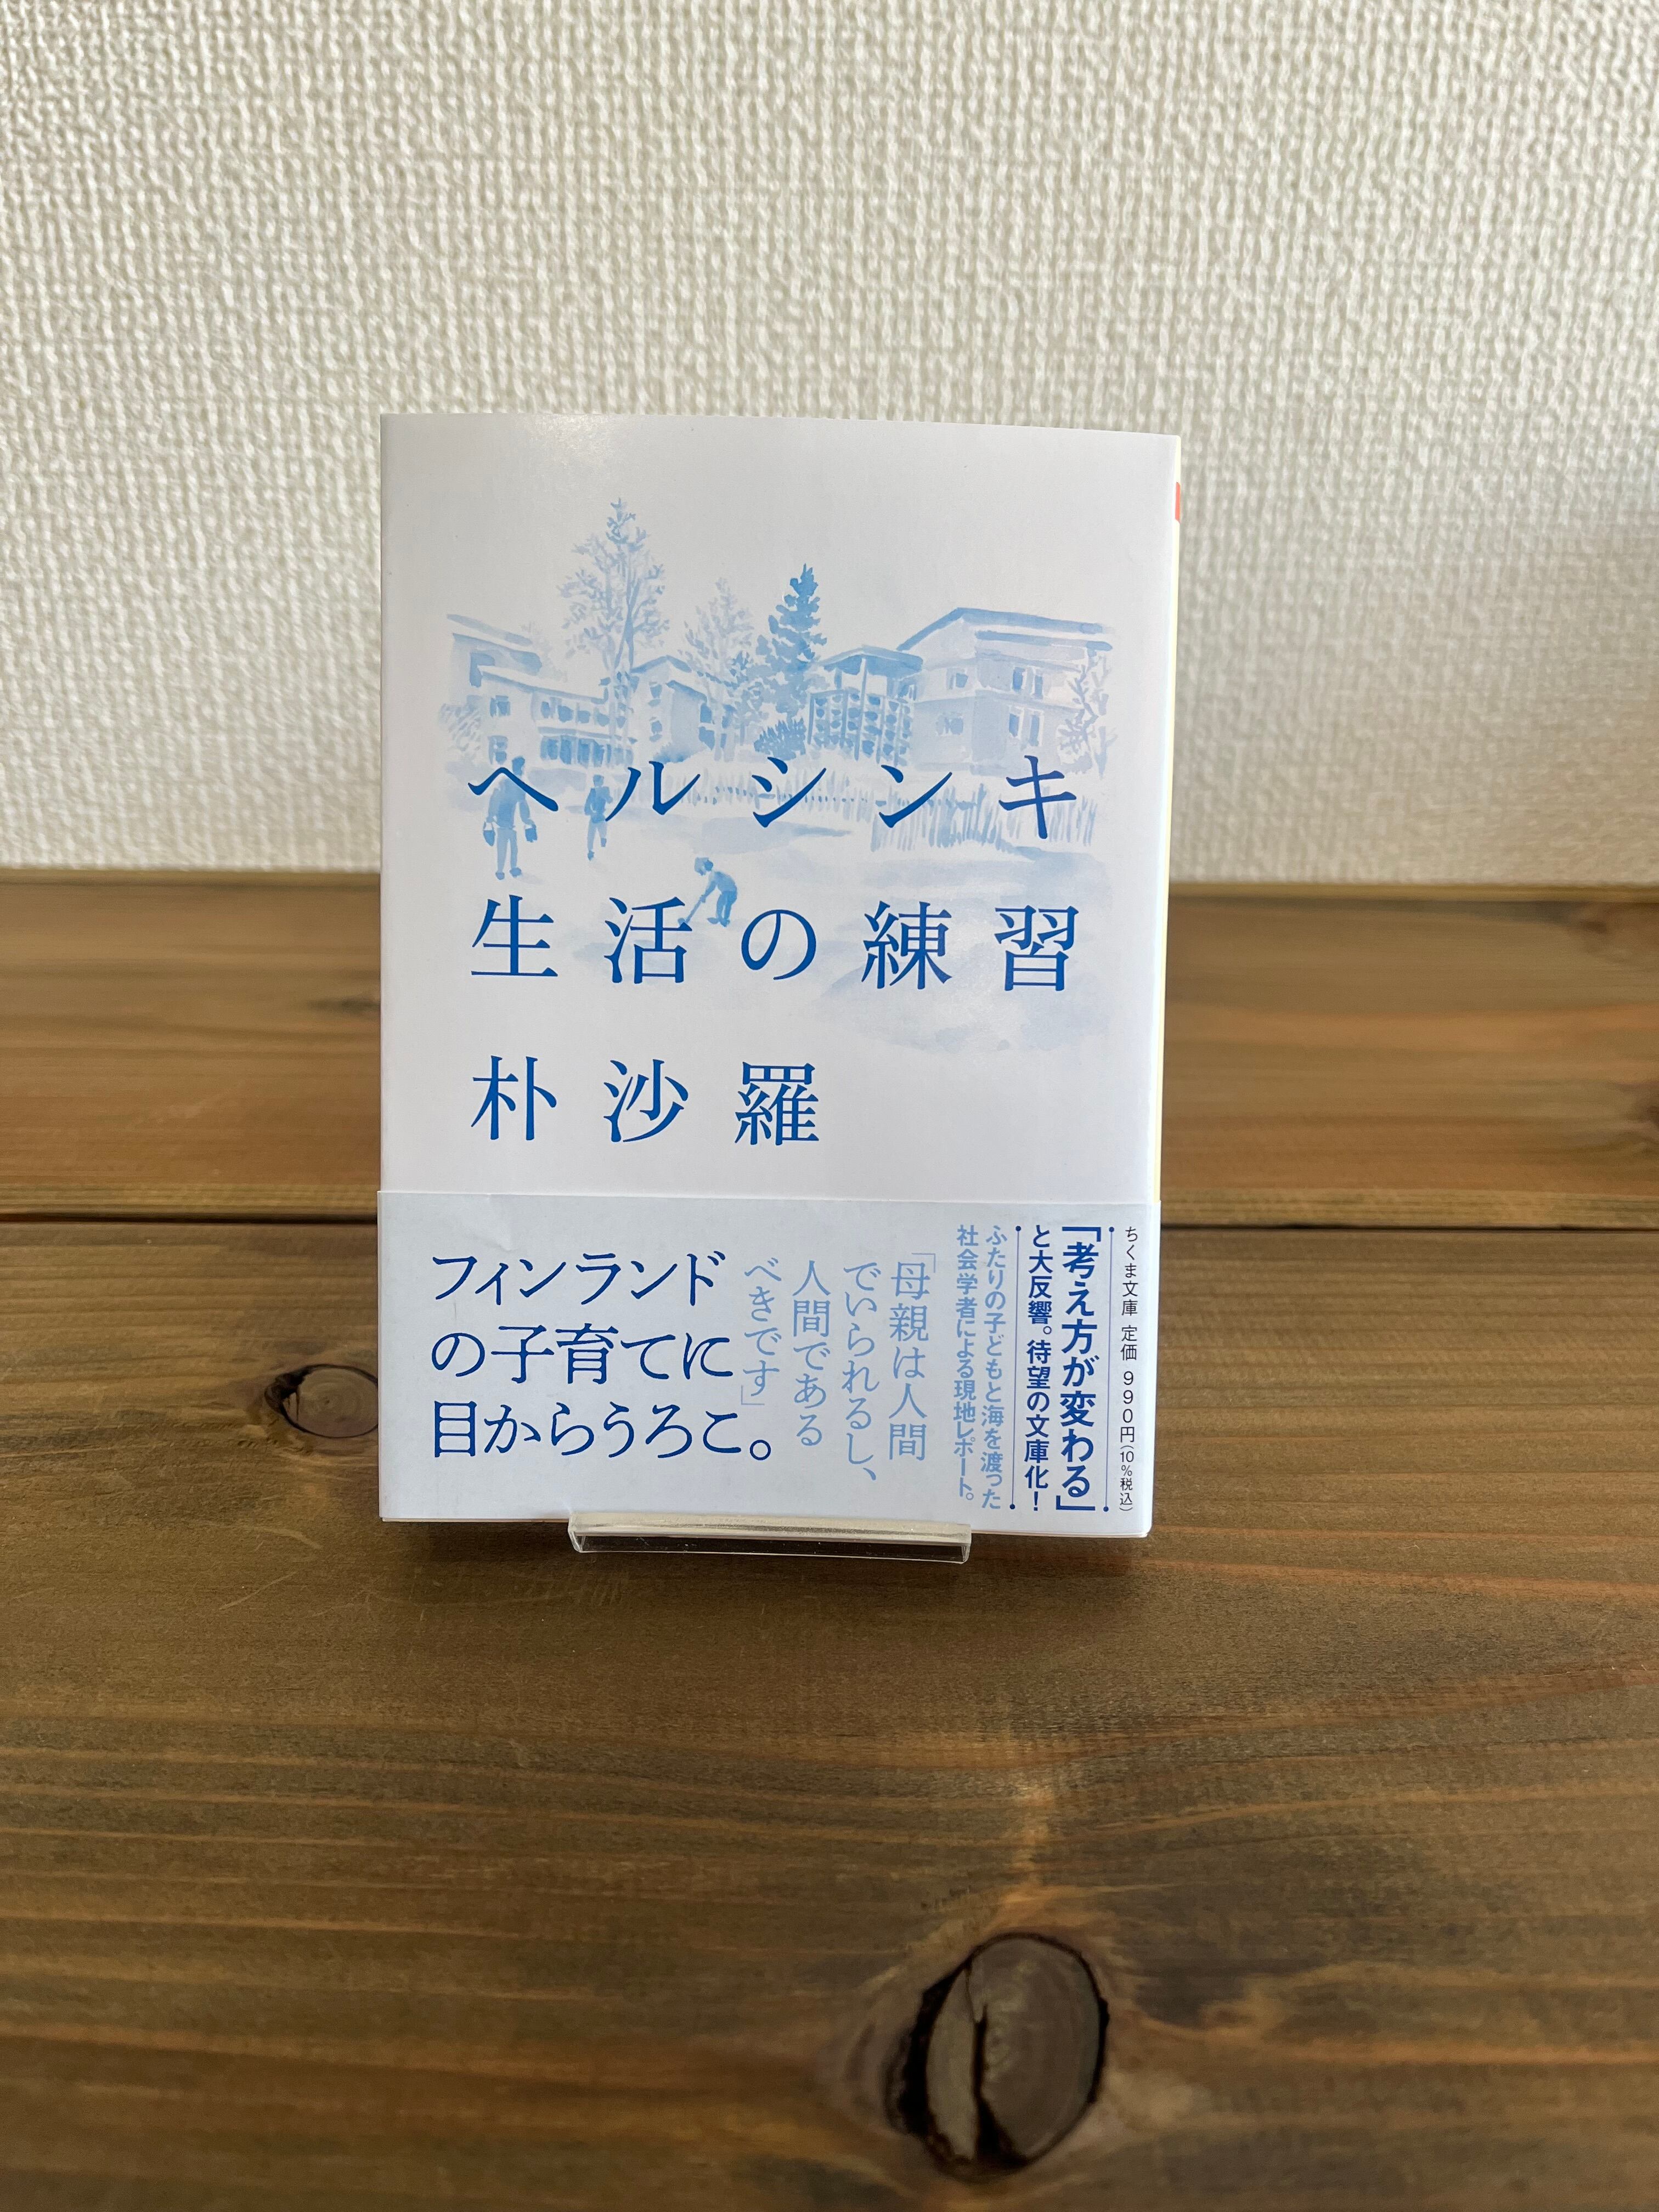 ヘルシンキ
生活の練習
朴沙羅
ちくま文庫 定価 990円(10%税込)
「考え方が変わる」
と大反響。待望の文庫化!
ふたりの子どもと海を渡った
社会学者による現地レポート。
「母親は人間
でいられるし、
人間である
べきです」
フィンランド
の子育てに
目からうろこ。